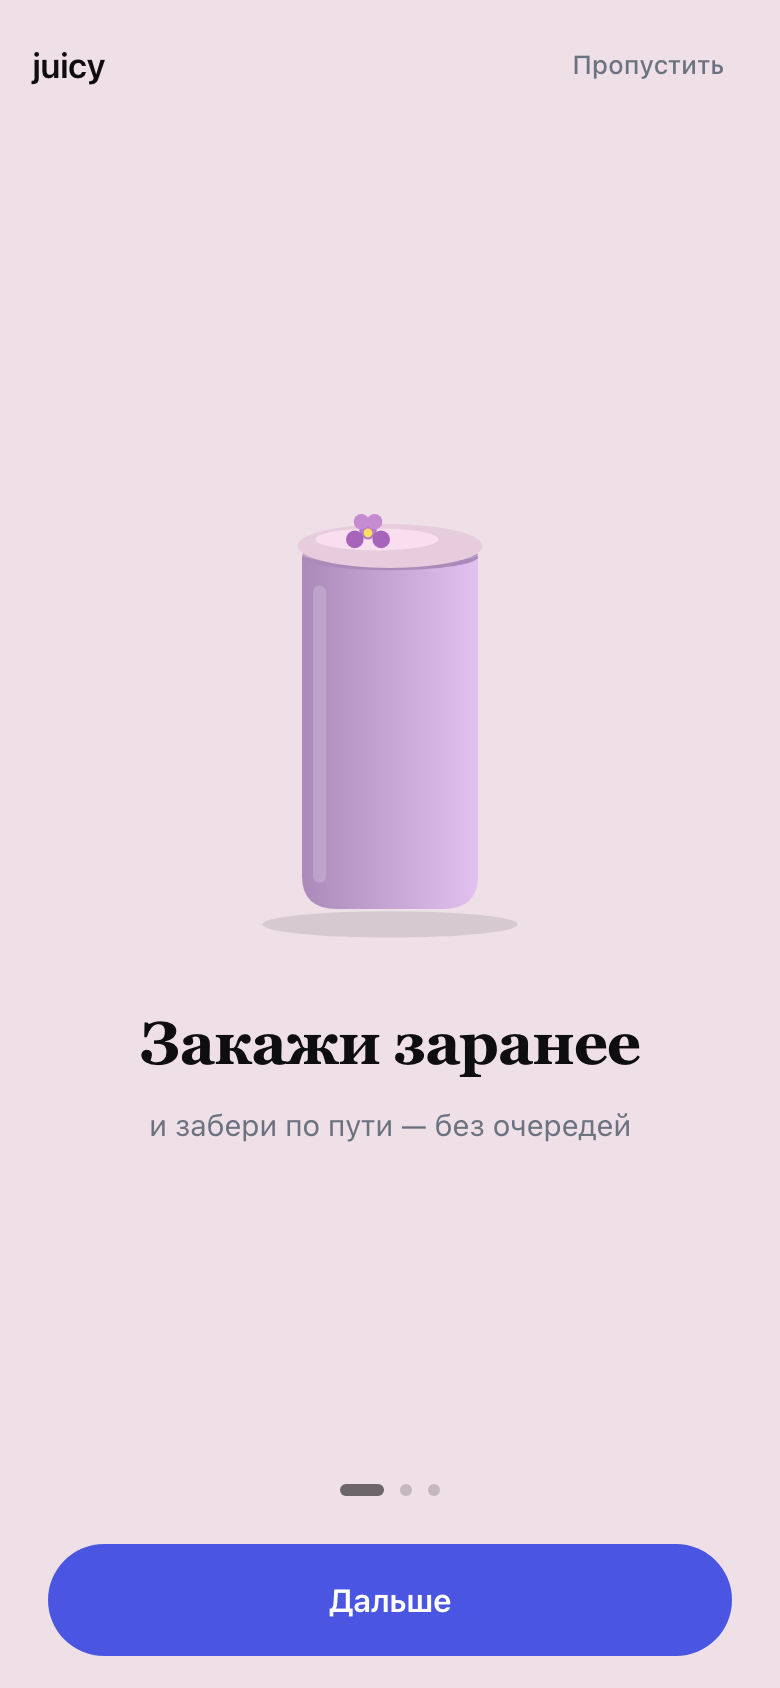 juicy
Пропустить
Закажи заранее
и забери по пути — без очередей
Дальше